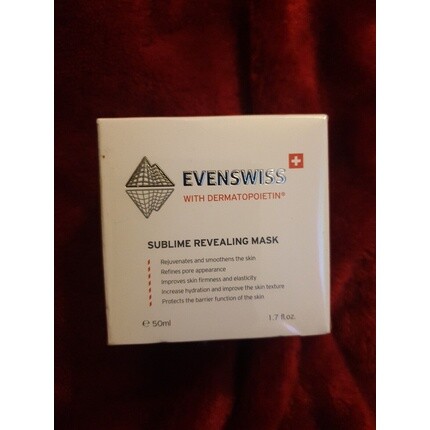 EVENSWISS
WITH DERMATOPOIETIN®
SUBLIME REVEALING MASK
Rejuvenates and smoothens the skin
Refines pore appearance
Improves skin firmness and elasticity
Increase hydration and improve the skin texture
Protects the barrier function of the skin
℮ 50ml
1.7 fl.oz.